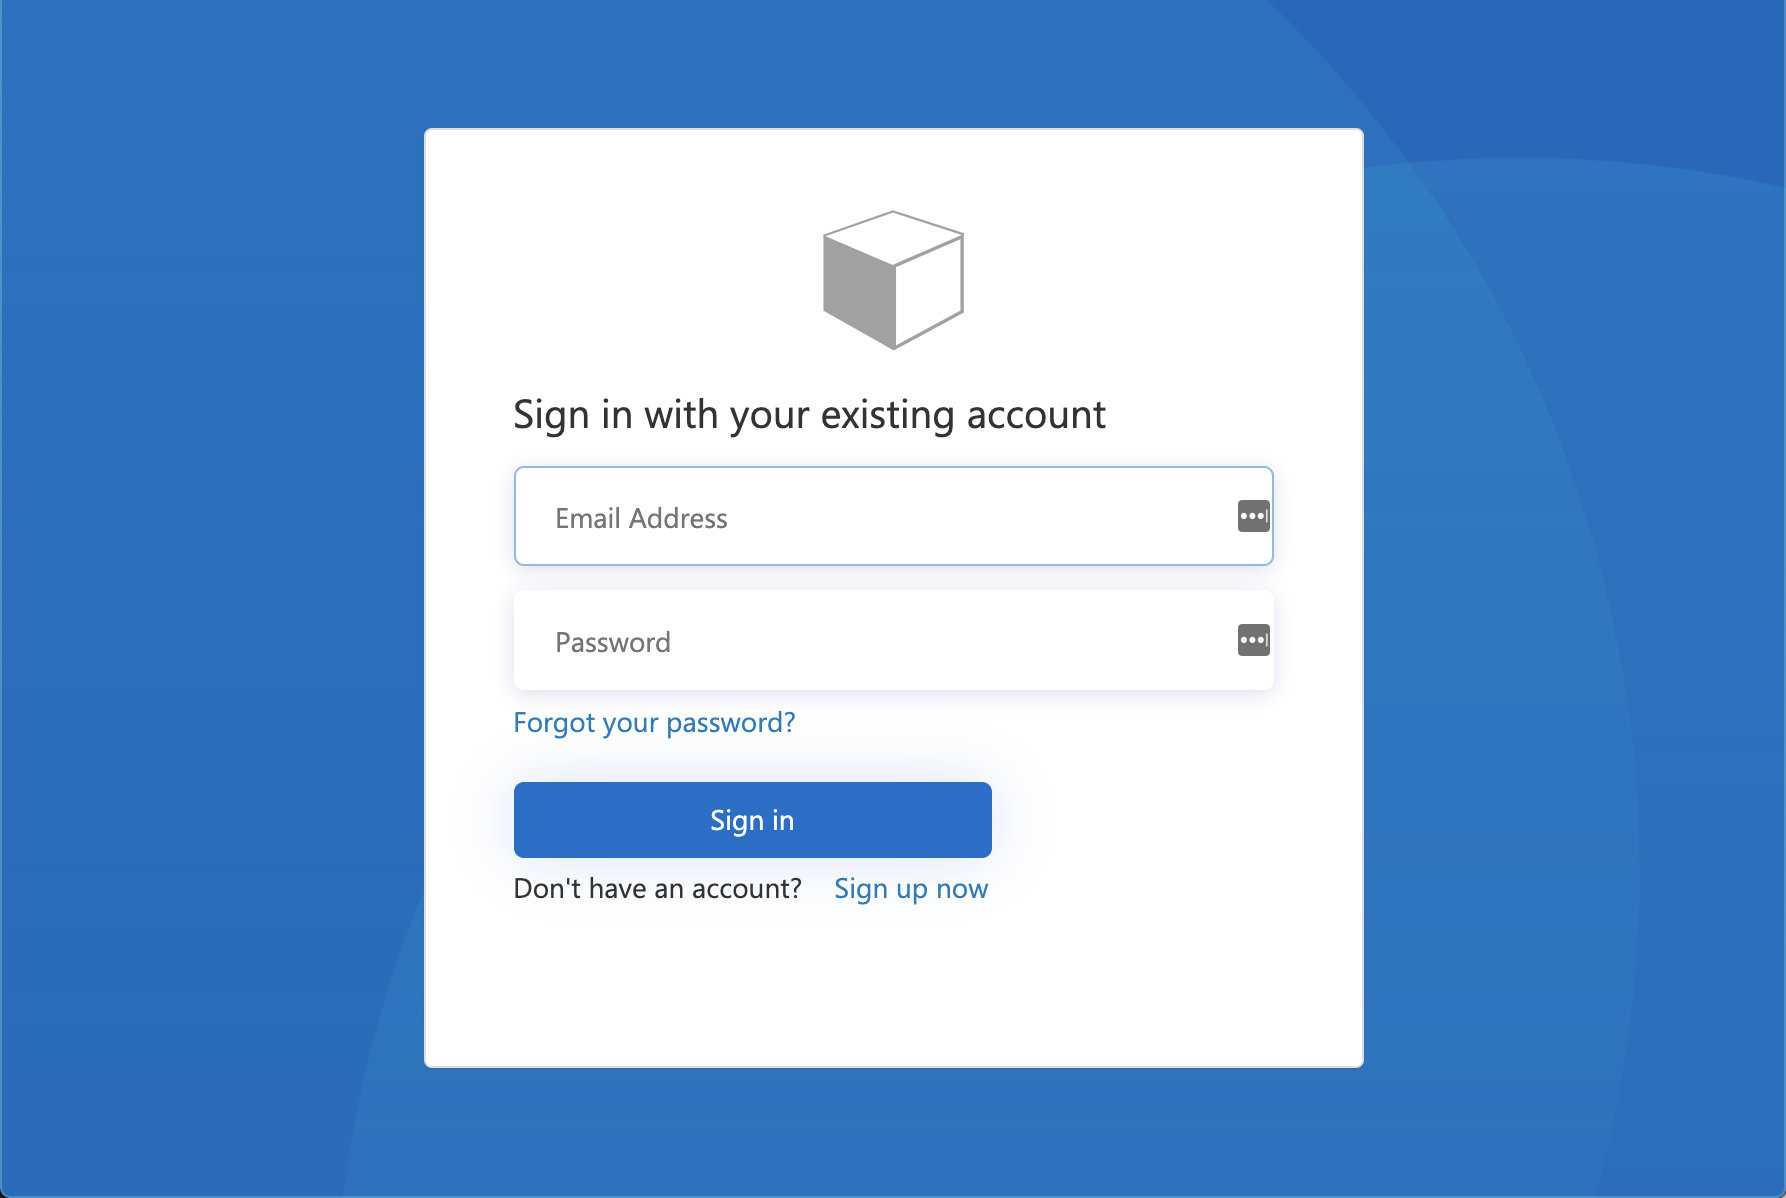 Sign in with your existing account
Email Address
Password
Forgot your password?
Sign in
Don't have an account? Sign up now